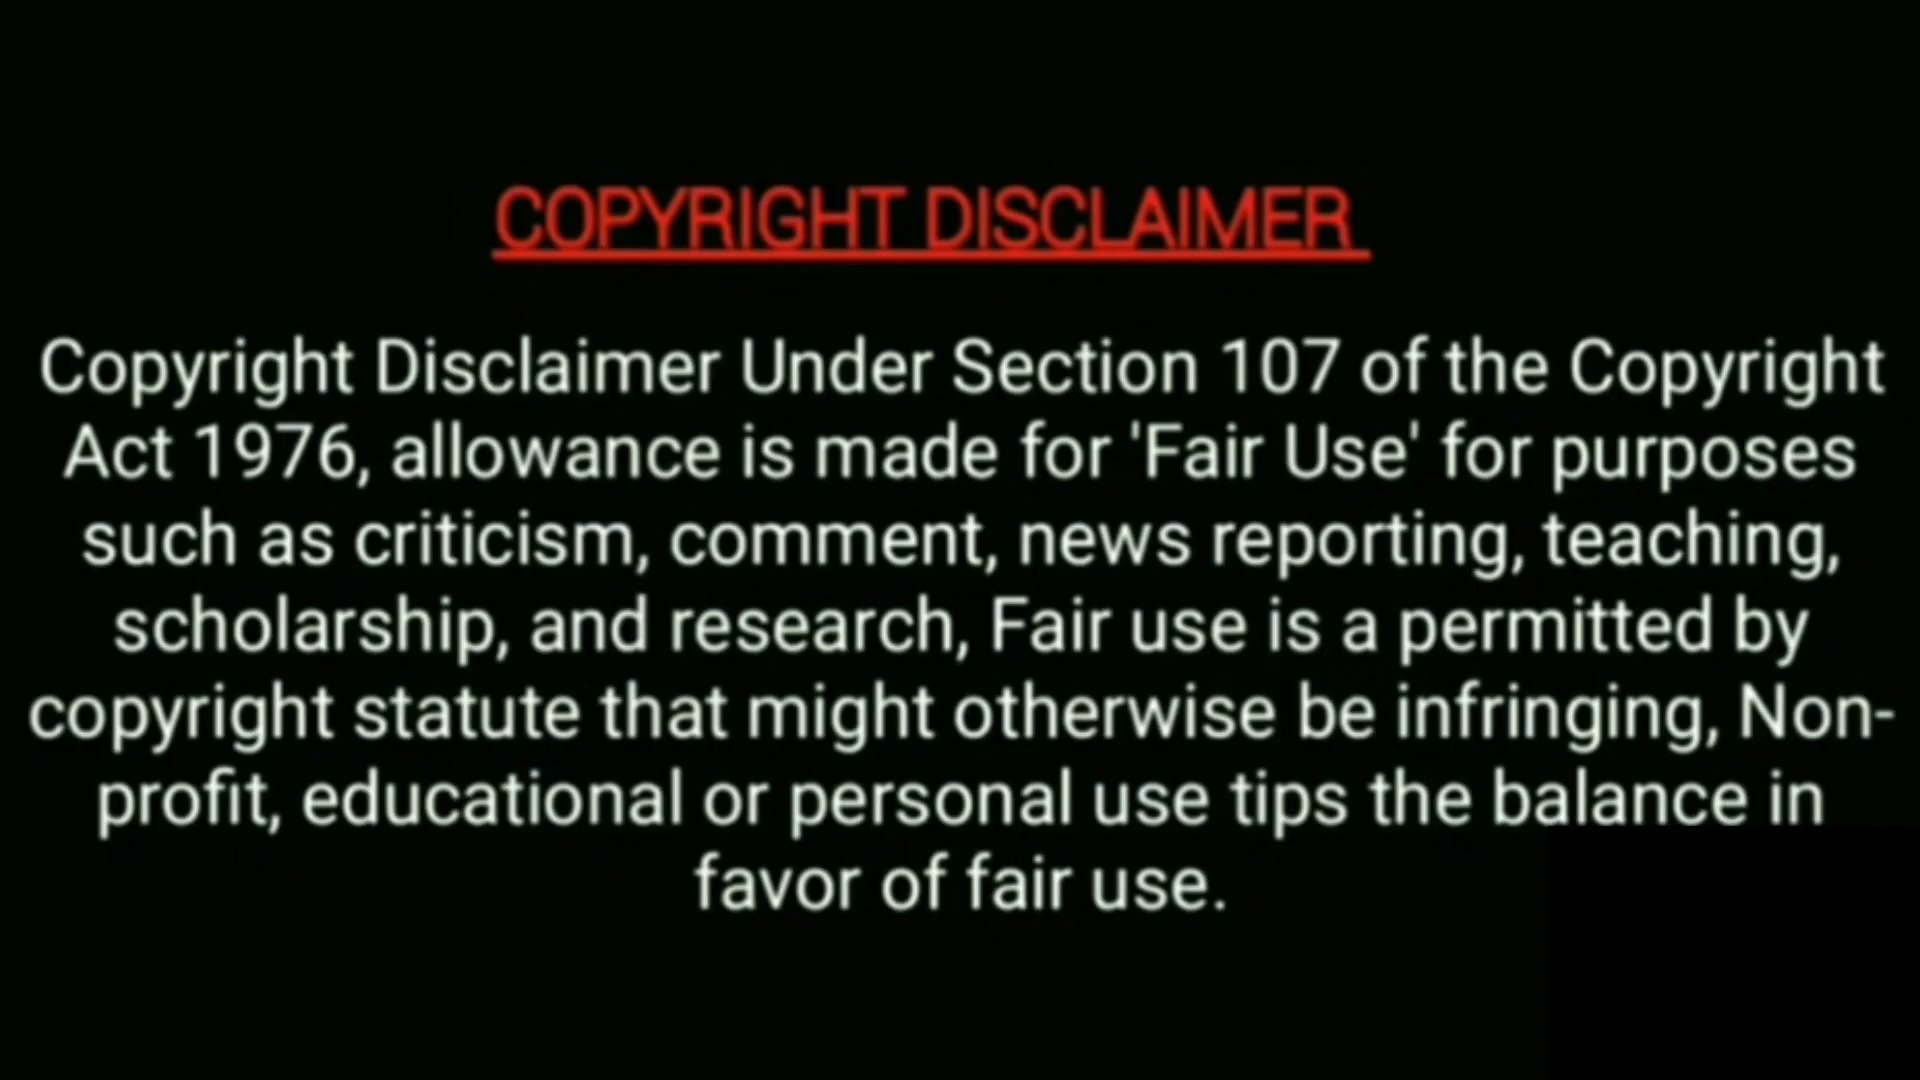 COPYRIGHT DISCLAIMER
Copyright Disclaimer Under Section 107 of the Copyright
Act 1976, allowance is made for 'Fair Use' for purposes
such as criticism, comment, news reporting, teaching,
scholarship, and research, Fair use is a permitted by
copyright statute that might otherwise be infringing, Non-
profit, educational or personal use tips the balance in
favor of fair use.